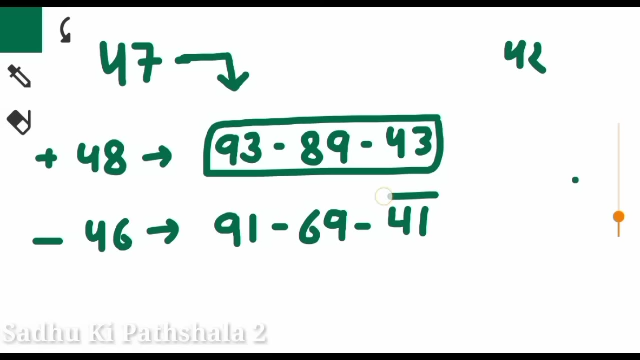 47 → 42
+ 48 → 93 - 89 - 43
- 46 → 91 - 69 - 41
Sadhu Ki Pathshala 2